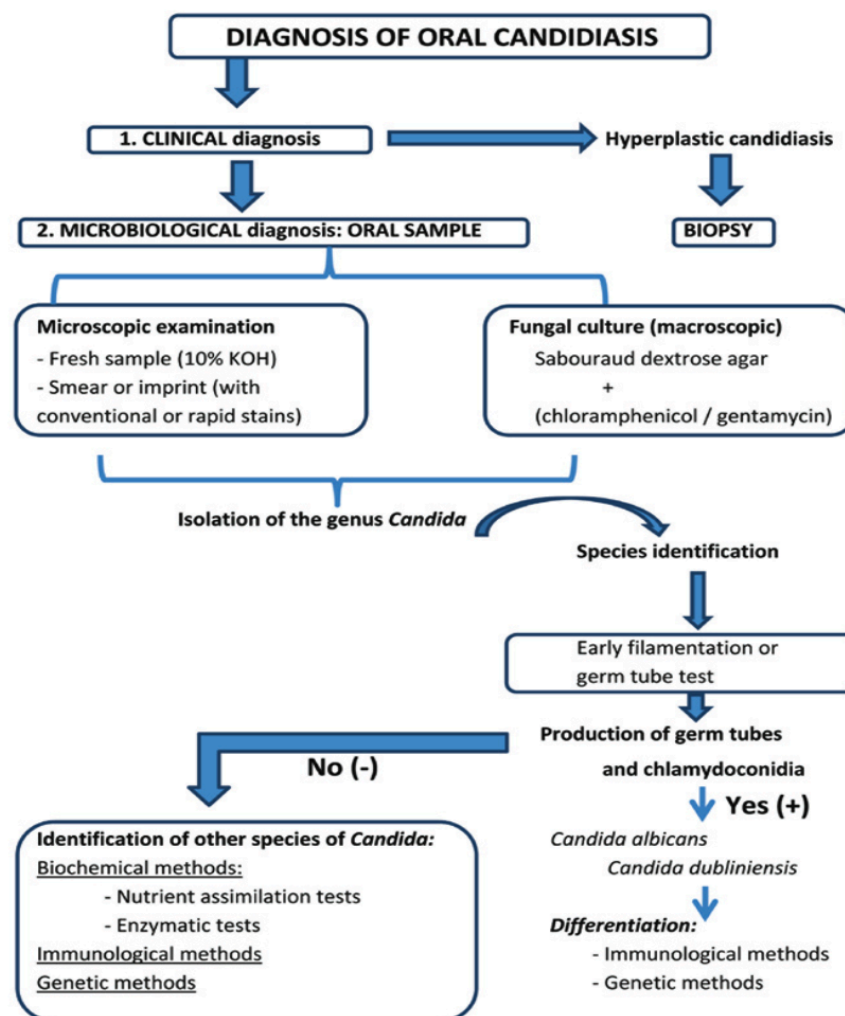 DIAGNOSIS OF ORAL CANDIDIASIS
1. CLINICAL diagnosis
Hyperplastic candidiasis
2. MICROBIOLOGICAL diagnosis: ORAL SAMPLE
BIOPSY
Microscopic examination
- Fresh sample (10% KOH)
- Smear or imprint (with
conventional or rapid stains)
Fungal culture (macroscopic)
Sabouraud dextrose agar
+
(chloramphenicol / gentamycin)
Isolation of the genus Candida
Species identification
Early filamentation or
germ tube test
Production of germ tubes
and chlamydoconidia
No (-)
Yes (+)
Identification of other species of Candida:
Biochemical methods:
- Nutrient assimilation tests
- Enzymatic tests
Immunological methods
Genetic methods
Candida albicans
Candida dubliniensis
Differentiation:
- Immunological methods
- Genetic methods